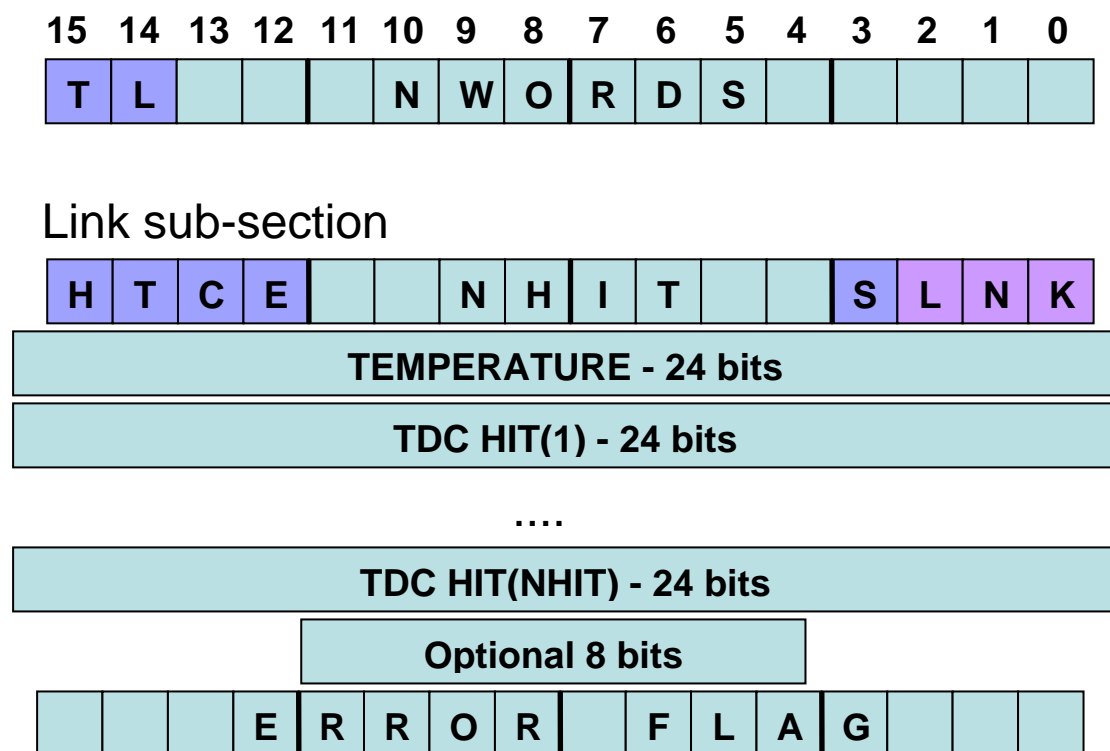 15 14 13 12 11 10 9 8 7 6 5 4 3 2 1 0
T L N W O R D S
Link sub-section
H T C E N H I T S L N K
TEMPERATURE - 24 bits
TDC HIT(1) - 24 bits
....
TDC HIT(NHIT) - 24 bits
Optional 8 bits
E R R O R F L A G